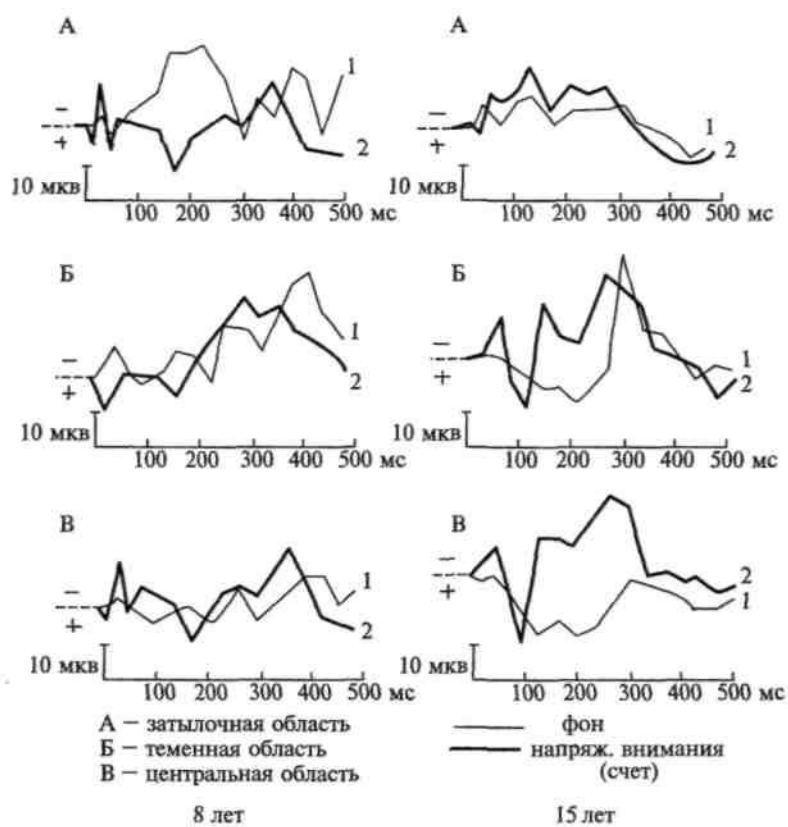 А
А
1
2
−
+
10 мкв
100 200 300 400 500 мс
1
2
−
+
10 мкв
100 200 300 400 500 мс
Б
Б
1
2
−
+
10 мкв
100 200 300 400 500 мс
1
2
−
+
10 мкв
100 200 300 400 500 мс
В
В
1
2
−
+
10 мкв
100 200 300 400 500 мс
2
1
−
+
10 мкв
100 200 300 400 500 мс
А − затылочная область
Б − теменная область
В − центральная область
фон
напряж. внимания
(счет)
8 лет
15 лет